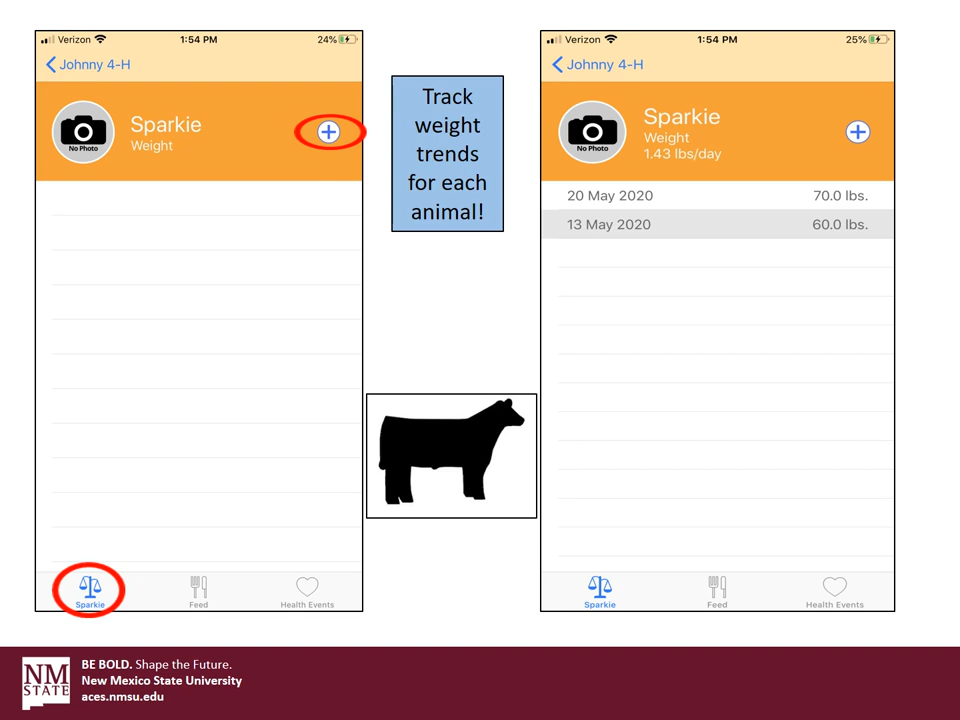 Verizon 1:54 PM 24%
Johnny 4-H
No Photo
Sparkie
Weight
Sparkie
Feed
Health Events
Track
weight
trends
for each
animal!
Verizon 1:54 PM 25%
Johnny 4-H
No Photo
Sparkie
Weight
1.43 lbs/day
20 May 2020 70.0 lbs.
13 May 2020 60.0 lbs.
Sparkie
Feed
Health Events
NM
STATE
BE BOLD. Shape the Future.
New Mexico State University
aces.nmsu.edu